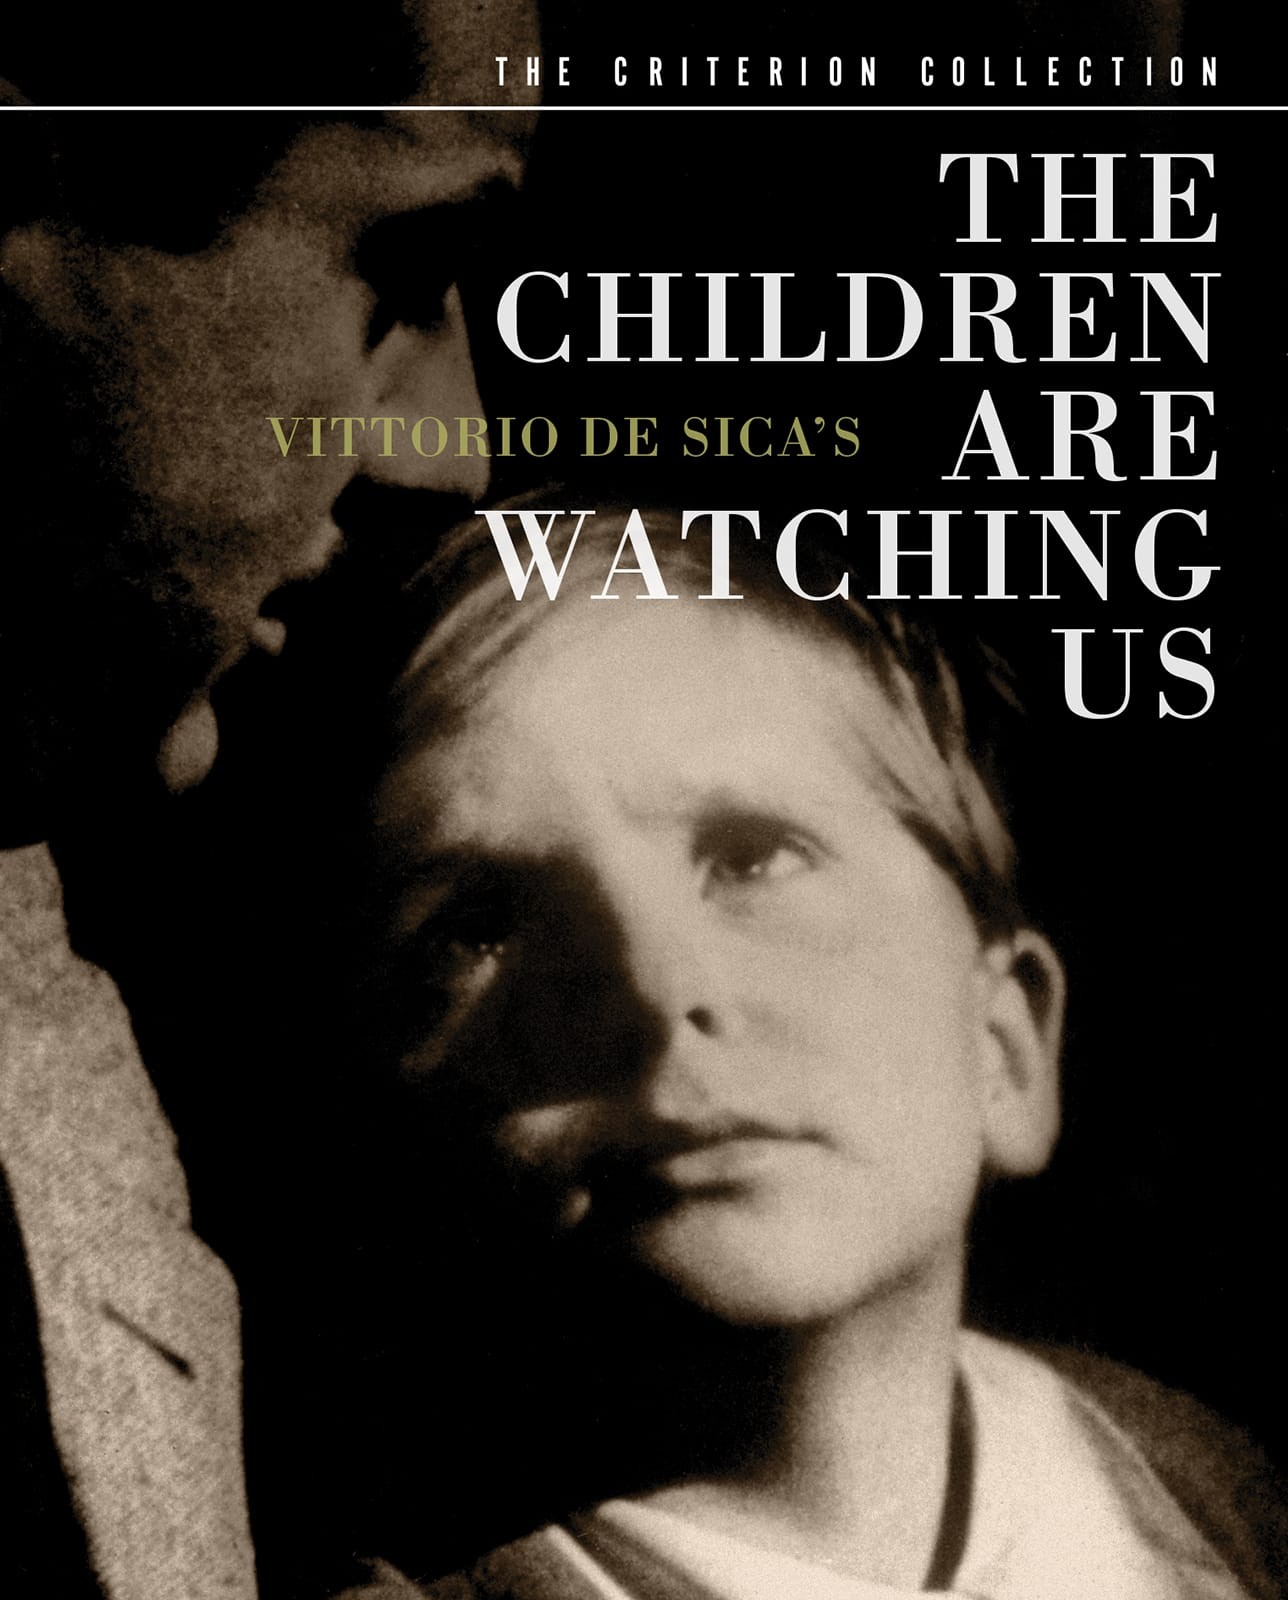 THE CRITERION COLLECTION
THE
CHILDREN
VITTORIO DE SICA'S ARE
WATCHING
US